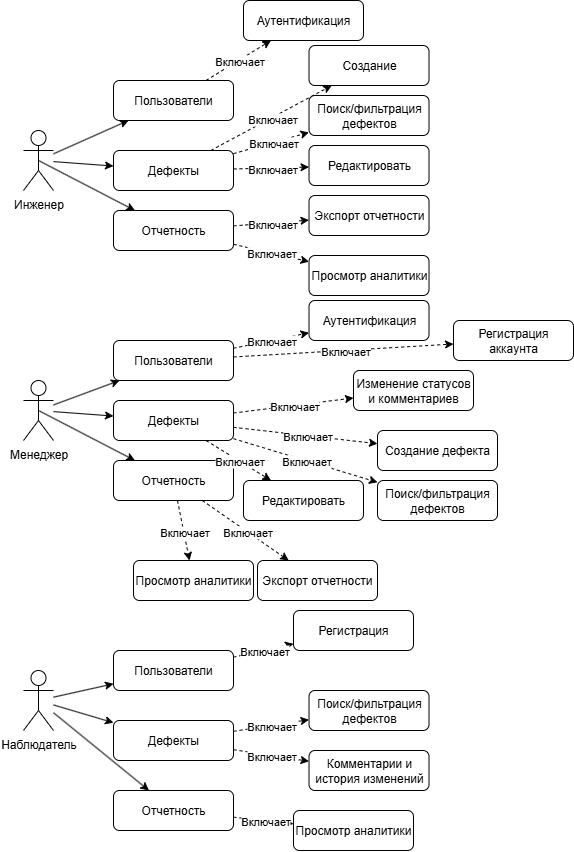 Аутентификация
Включает
Создание
Пользователи
Включает
Поиск/фильтрация
дефектов
Включает
Дефекты
Включает
Редактировать
Инженер
Отчетность
Включает
Экспорт отчетности
Включает
Просмотр аналитики
Аутентификация
Включает
Регистрация
аккаунта
Пользователи
Включает
Изменение статусов
и комментариев
Менеджер
Дефекты
Включает
Включает
Создание дефекта
Включает
Включает
Отчетность
Редактировать
Поиск/фильтрация
дефектов
Включает
Включает
Просмотр аналитики
Экспорт отчетности
Регистрация
Включает
Пользователи
Поиск/фильтрация
дефектов
Включает
Наблюдатель
Дефекты
Включает
Комментарии и
история изменений
Отчетность
Включает
Просмотр аналитики